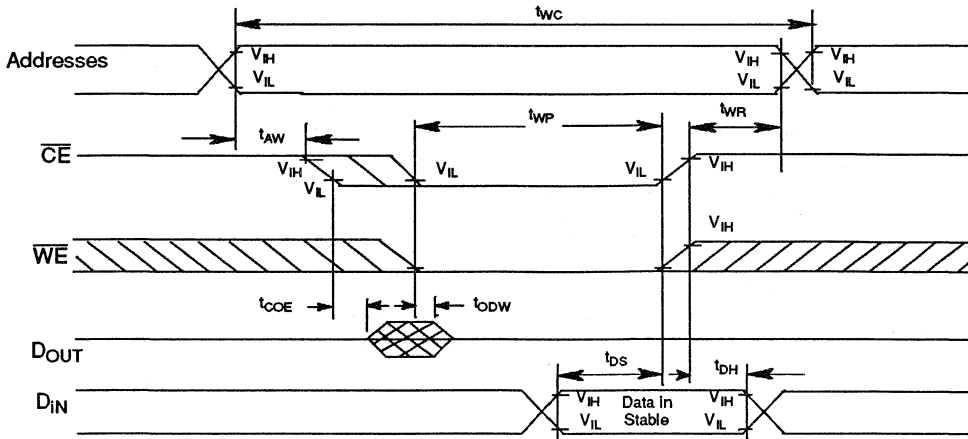 tWC
Addresses
VIH
VIL
VIH
VIL
VIH
VIL
tAW
tWP
tWR
CE
VIH
VIL
VIL
VIL
VIH
WE
VIH
tCOE
tODW
DOUT
tDS
tDH
DiN
VIH
VIL
Data in
Stable
VIH
VIL